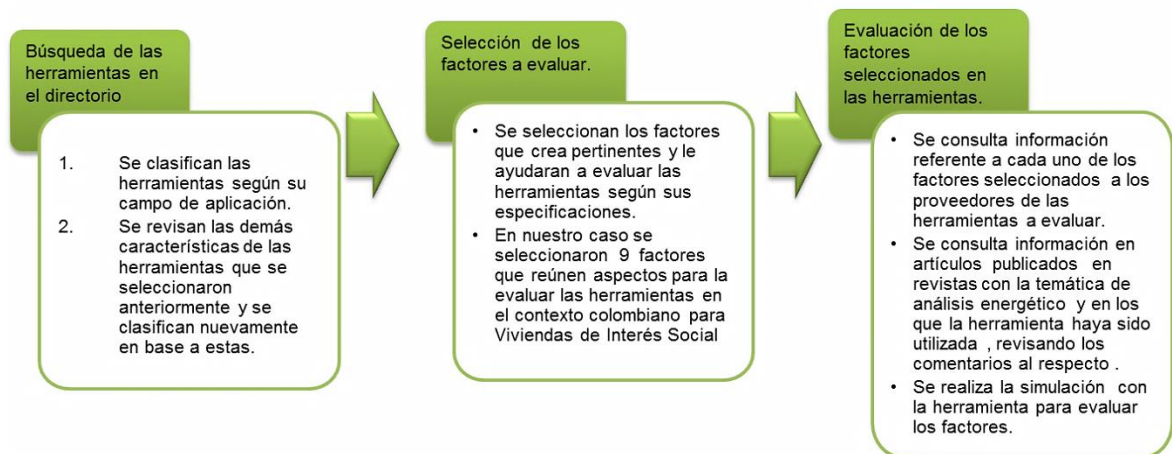 Búsqueda de las
herramientas en
el directorio
1. Se clasifican las
herramientas según su
campo de aplicación.
2. Se revisan las demás
características de las
herramientas que se
seleccionaron
anteriormente y se
clasifican nuevamente
en base a estas.
Selección de los
factores a evaluar.
• Se seleccionan los factores
que crea pertinentes y le
ayudaran a evaluar las
herramientas según sus
especificaciones.
• En nuestro caso se
seleccionaron 9 factores
que reúnen aspectos para la
evaluar las herramientas en
el contexto colombiano para
Viviendas de Interés Social
Evaluación de los
factores
seleccionados en
las herramientas.
• Se consulta información
referente a cada uno de los
factores seleccionados a los
proveedores de las
herramientas a evaluar.
• Se consulta información en
artículos publicados en
revistas con la temática de
análisis energético y en los
que la herramienta haya sido
utilizada , revisando los
comentarios al respecto .
• Se realiza la simulación con
la herramienta para evaluar
los factores.